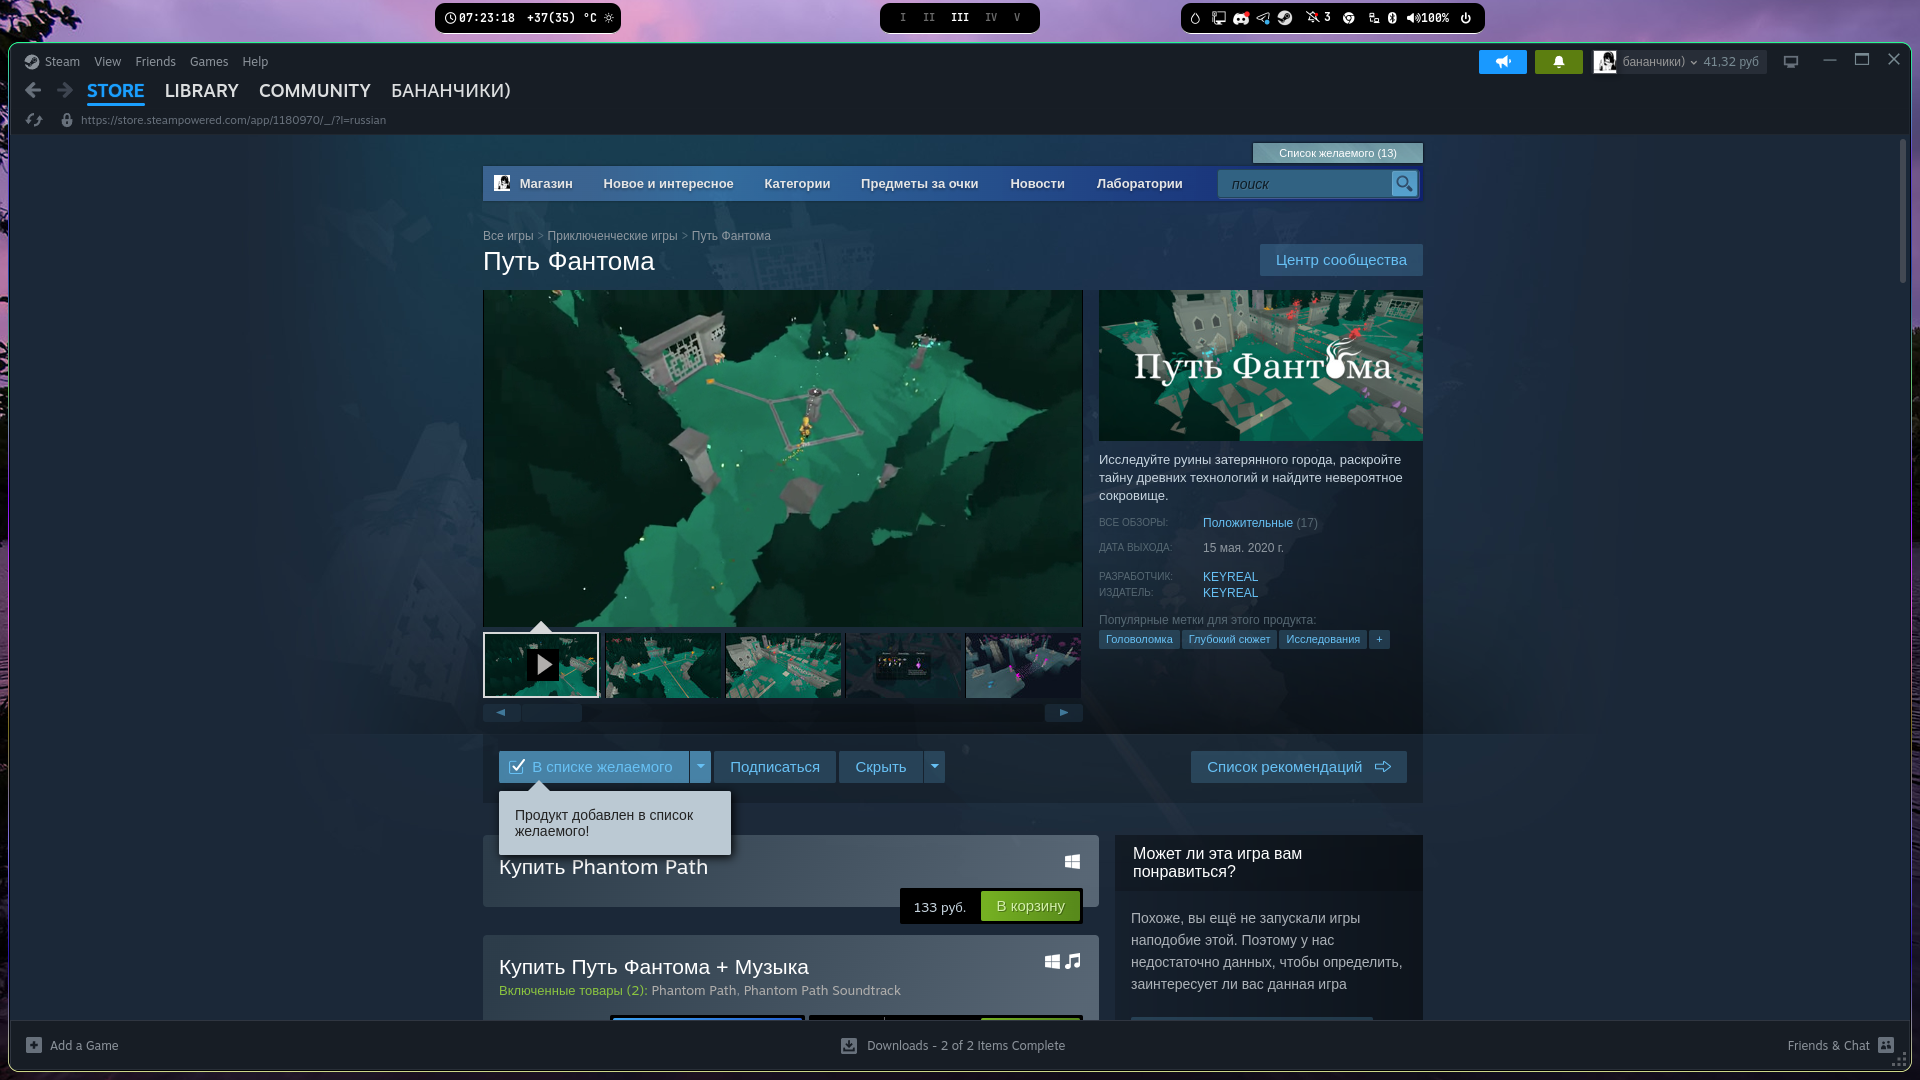 07:23:18 +37(35) °C
I II III IV V
3
100%
Steam View Friends Games Help
бананчики) 41,32 руб
STORE LIBRARY COMMUNITY БАНАНЧИКИ)
https://store.steampowered.com/app/1180970/_/?l=russian
Список желаемого (13)
Магазин Новое и интересное Категории Предметы за очки Новости Лаборатории поиск
Все игры > Приключенческие игры > Путь Фантома
Путь Фантома
Центр сообщества
Путь Фантома
Исследуйте руины затерянного города, раскройте
тайну древних технологий и найдите невероятное
сокровище.
ВСЕ ОБЗОРЫ: Положительные (17)
ДАТА ВЫХОДА: 15 мая. 2020 г.
РАЗРАБОТЧИК: KEYREAL
ИЗДАТЕЛЬ: KEYREAL
Популярные метки для этого продукта:
Головоломка Глубокий сюжет Исследования +
В списке желаемого Подписаться Скрыть Список рекомендаций
Продукт добавлен в список
желаемого!
Купить Phantom Path
133 руб. В корзину
Купить Путь Фантома + Музыка
Включенные товары (2): Phantom Path, Phantom Path Soundtrack
Может ли эта игра вам
понравиться?
Похоже, вы ещё не запускали игры
наподобие этой. Поэтому у нас
недостаточно данных, чтобы определить,
заинтересует ли вас данная игра
Add a Game
Downloads - 2 of 2 Items Complete
Friends & Chat